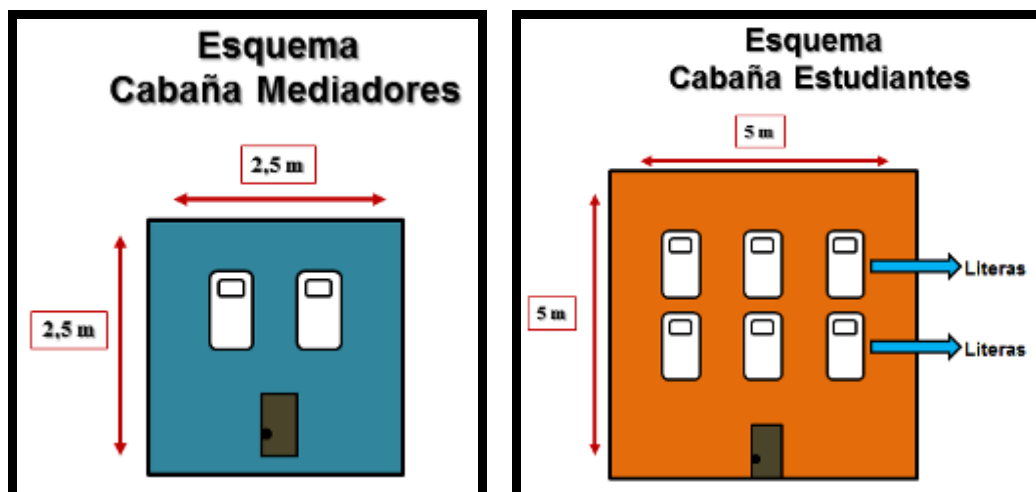 Esquema
Cabaña Mediadores
2,5 m
2,5 m
Esquema
Cabaña Estudiantes
5 m
Literas
5 m
Literas